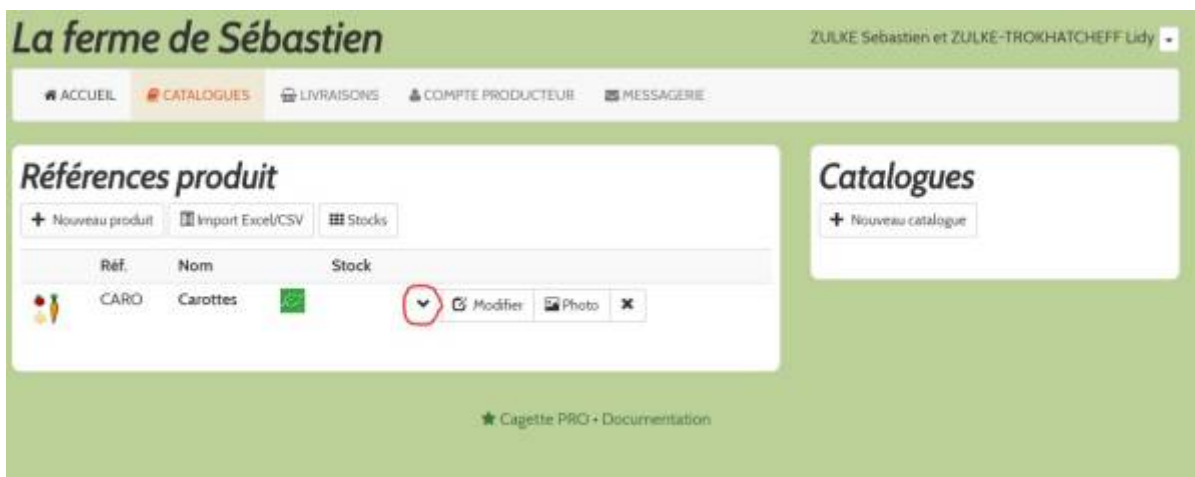 La ferme de Sébastien
ZULKE Sebastien et ZULKE-TROKHATCHEFF Lidy
ACCUEIL CATALOGUES LIVRAISONS COMPTE PRODUCTEUR MESSAGERIE
Références produit
Nouveau produit Import Excel/CSV Stocks
Réf. Nom Stock
CARO Carottes Modifier Photo
Catalogues
Nouveau catalogue
Cagette PRO • Documentation